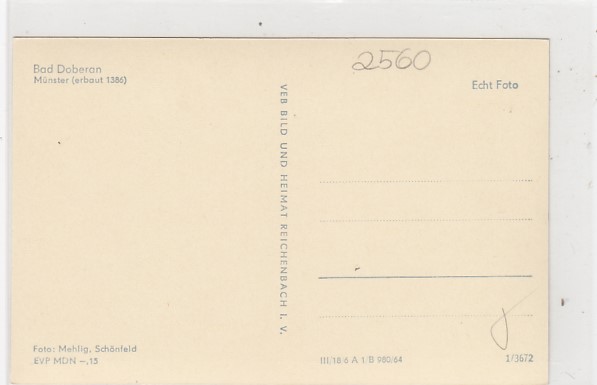 Bad Doberan
Münster (erbaut 1386)
2560
Echt Foto
VEB BILD UND HEIMAT REICHENBACH I. V.
Foto: Mehlig, Schönfeld
EVP MDN –,15
III/18/6 A 1/B 980/64
1/3672